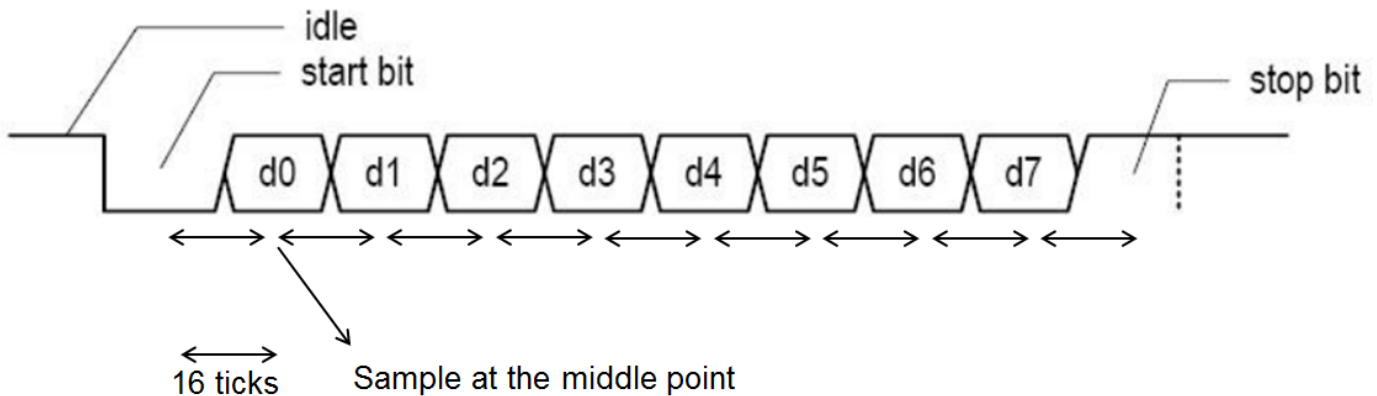 idle
start bit
stop bit
d0 d1 d2 d3 d4 d5 d6 d7
16 ticks
Sample at the middle point